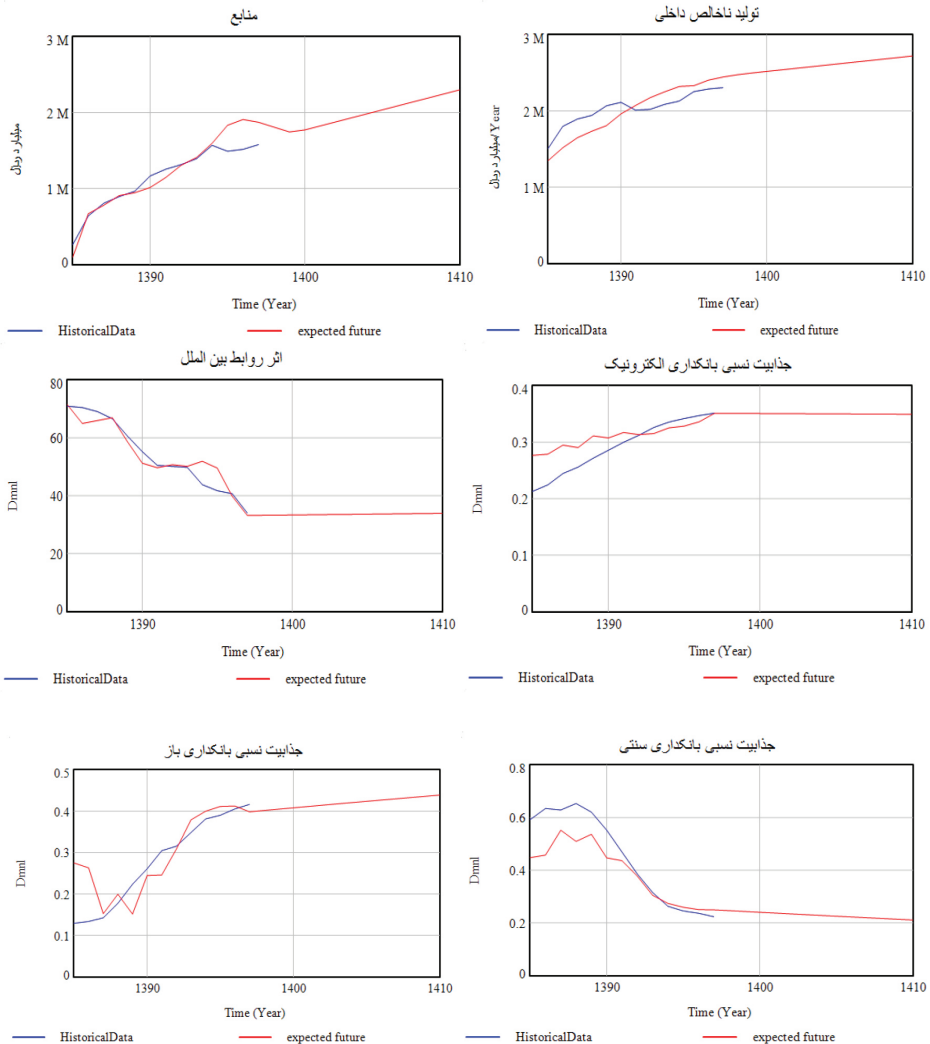 منابع
3 M
2 M
1 M
0
میلیارد ریال
1390
1400
1410
Time (Year)
HistoricalData
expected future
تولید ناخالص داخلی
3 M
2 M
1 M
0
میلیارد ریال/Year
1390
1400
1410
Time (Year)
HistoricalData
expected future
اثر روابط بین الملل
80
60
40
20
0
Dmnl
1390
1400
1410
Time (Year)
HistoricalData
expected future
جذابیت نسبی بانکداری الکترونیک
0.4
0.3
0.2
0.1
0
Dmnl
1390
1400
1410
Time (Year)
HistoricalData
expected future
جذابیت نسبی بانکداری باز
0.5
0.4
0.3
0.2
0.1
0
Dmnl
1390
1400
1410
Time (Year)
HistoricalData
expected future
جذابیت نسبی بانکداری سنتی
0.8
0.6
0.4
0.2
0
Dmnl
1390
1400
1410
Time (Year)
HistoricalData
expected future